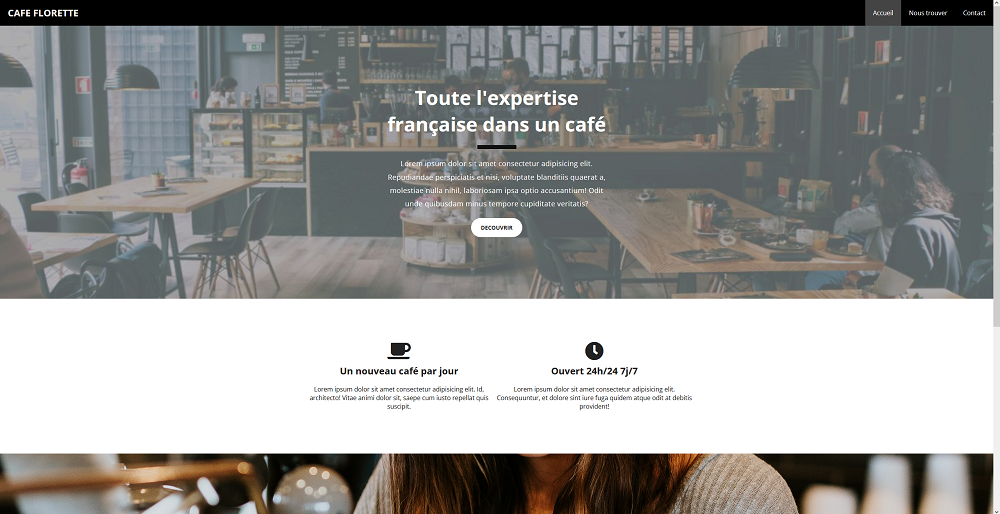 CAFE FLORETTE
Accueil
Nous trouver
Contact
Toute l'expertise
française dans un café
Lorem ipsum dolor sit amet consectetur adipisicing elit.
Repudiandae perspiciatis et nisi, voluptate blanditiis quaerat a,
molestiae nulla nihil, laboriosam ipsa optio accusantium! Odit
unde quibusdam minus tempore cupiditate veritatis?
DECOUVRIR
Un nouveau café par jour
Lorem ipsum dolor sit amet consectetur adipisicing elit. Id,
architecto! Vitae animi dolor sit, saepe cum iusto repellat quis
suscipit.
Ouvert 24h/24 7j/7
Lorem ipsum dolor sit amet consectetur adipisicing elit.
Consequuntur, et dolore sint iure fuga quidem atque odit at debitis
provident!